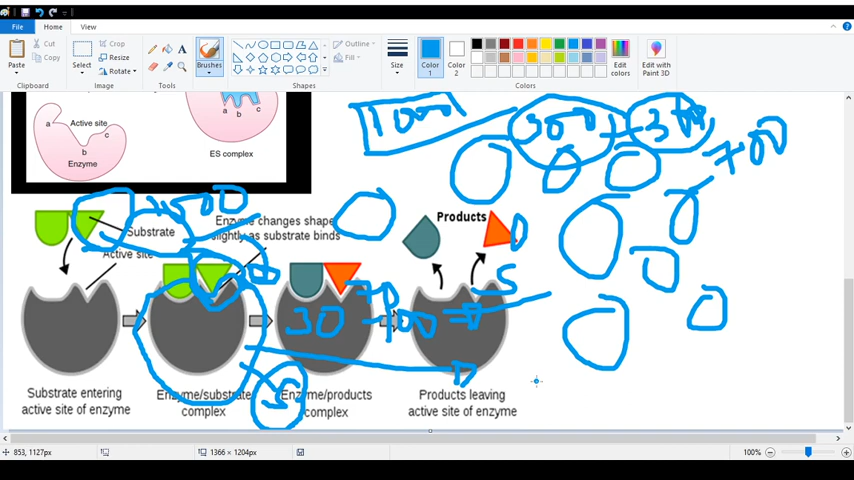 File
Home
View
Cut
Copy
Paste
Clipboard
Crop
Resize
Rotate
Select
Image
Tools
Brushes
Outline
Fill
Shapes
Size
Color 1
Color 2
Edit colors
Edit with Paint 3D
Colors
a
Active site
c
b
Enzyme
a b c
ES complex
1000
300
700
Substrate
Active site
Enzyme changes shape
slightly as substrate binds
Products
5
30
5
Substrate entering
active site of enzyme
Enzyme/substrate
complex
Enzyme/products
complex
Products leaving
active site of enzyme
853, 1127px
1366 × 1204px
100%